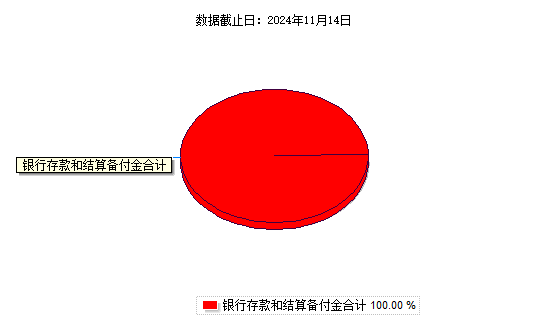 数据截止日：2024年11月14日
银行存款和结算备付金合计
银行存款和结算备付金合计 100.00 %